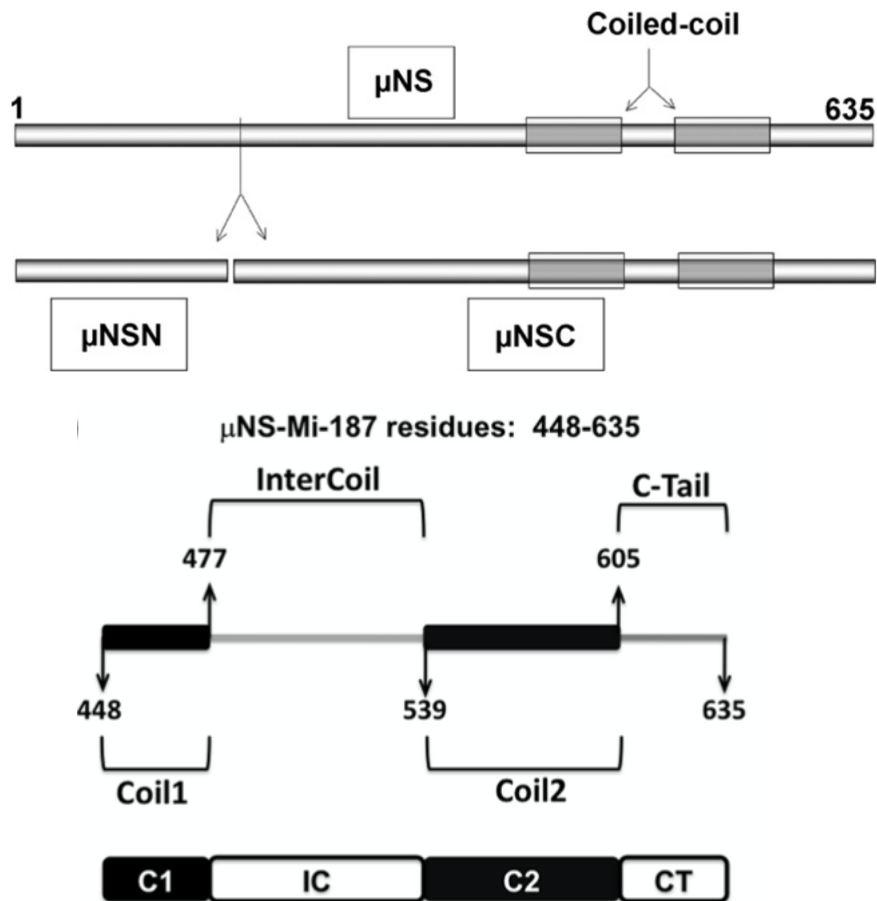 Coiled-coil
µNS
1
635
µNSN
µNSC
µNS-Mi-187 residues: 448-635
InterCoil
C-Tail
477
605
448
539
635
Coil1
Coil2
C1
IC
C2
CT